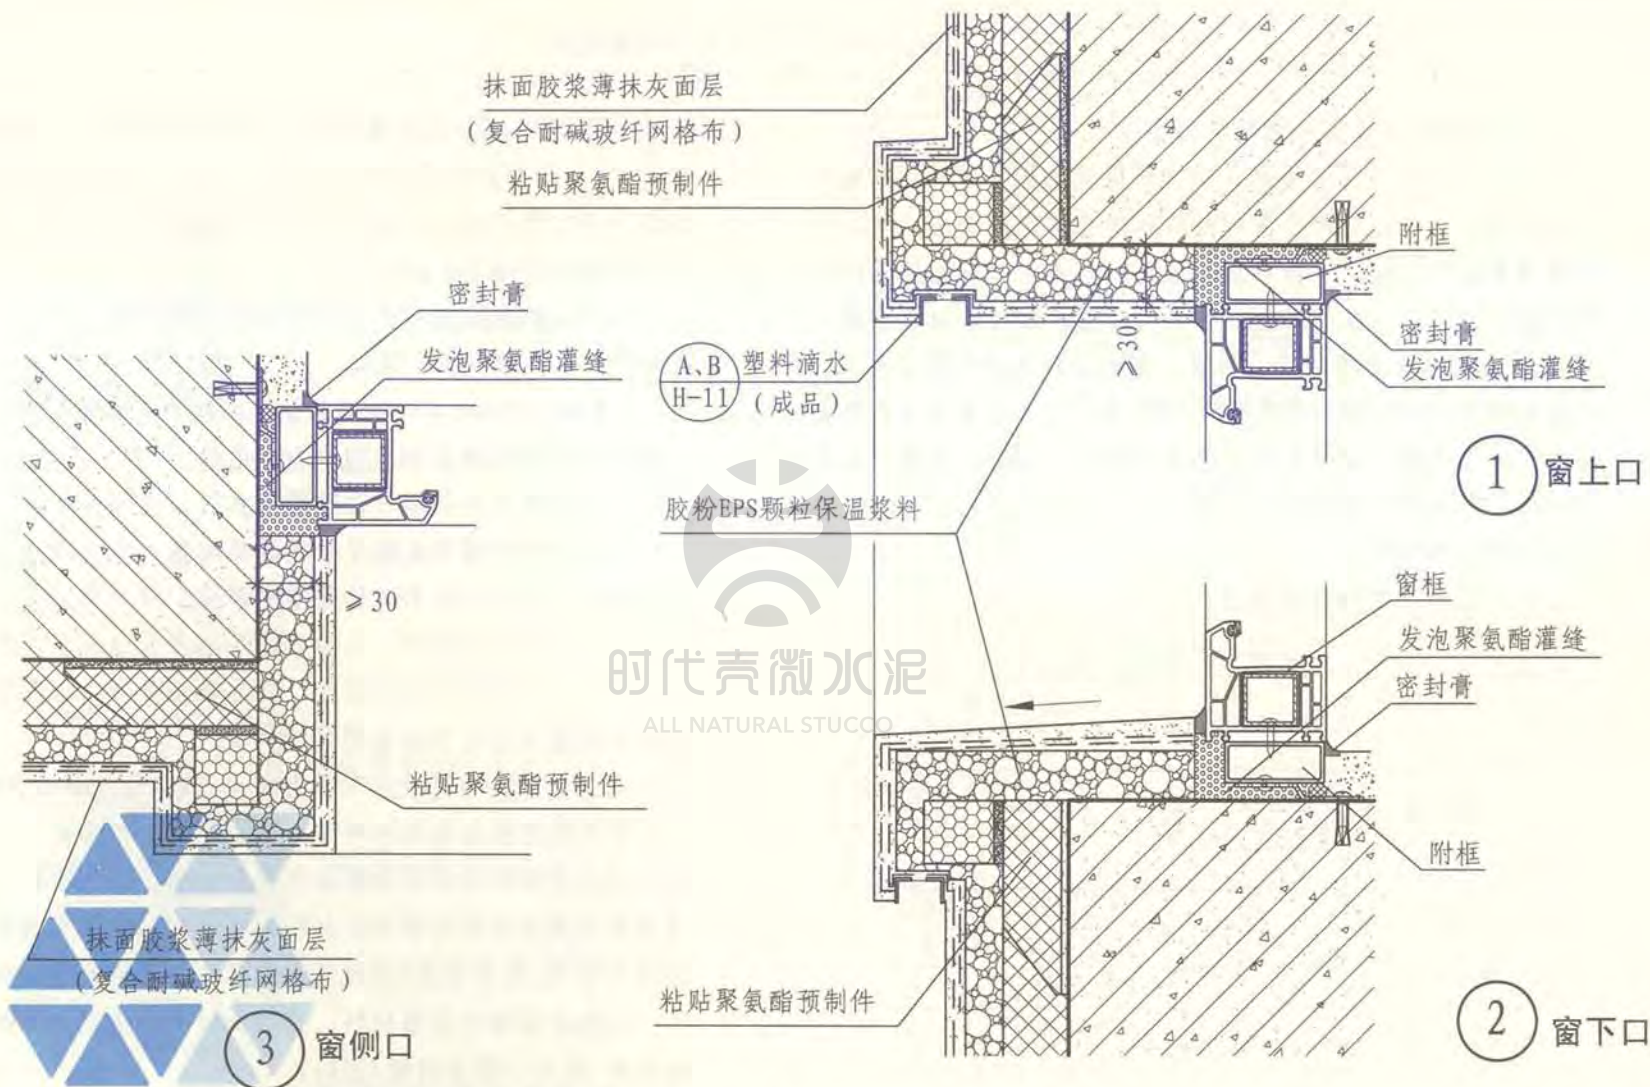 抹面胶浆薄抹灰面层
（复合耐碱玻纤网格布）
粘贴聚氨酯预制件
附框
密封膏
发泡聚氨酯灌缝
A、B
H-11
塑料滴水
（成品）
≥30
1
窗上口
密封膏
发泡聚氨酯灌缝
≥30
粘贴聚氨酯预制件
抹面胶浆薄抹灰面层
（复合耐碱玻纤网格布）
3
窗侧口
胶粉EPS颗粒保温浆料
时代壳微水泥
ALL NATURAL STUCCO
窗框
发泡聚氨酯灌缝
密封膏
附框
粘贴聚氨酯预制件
2
窗下口